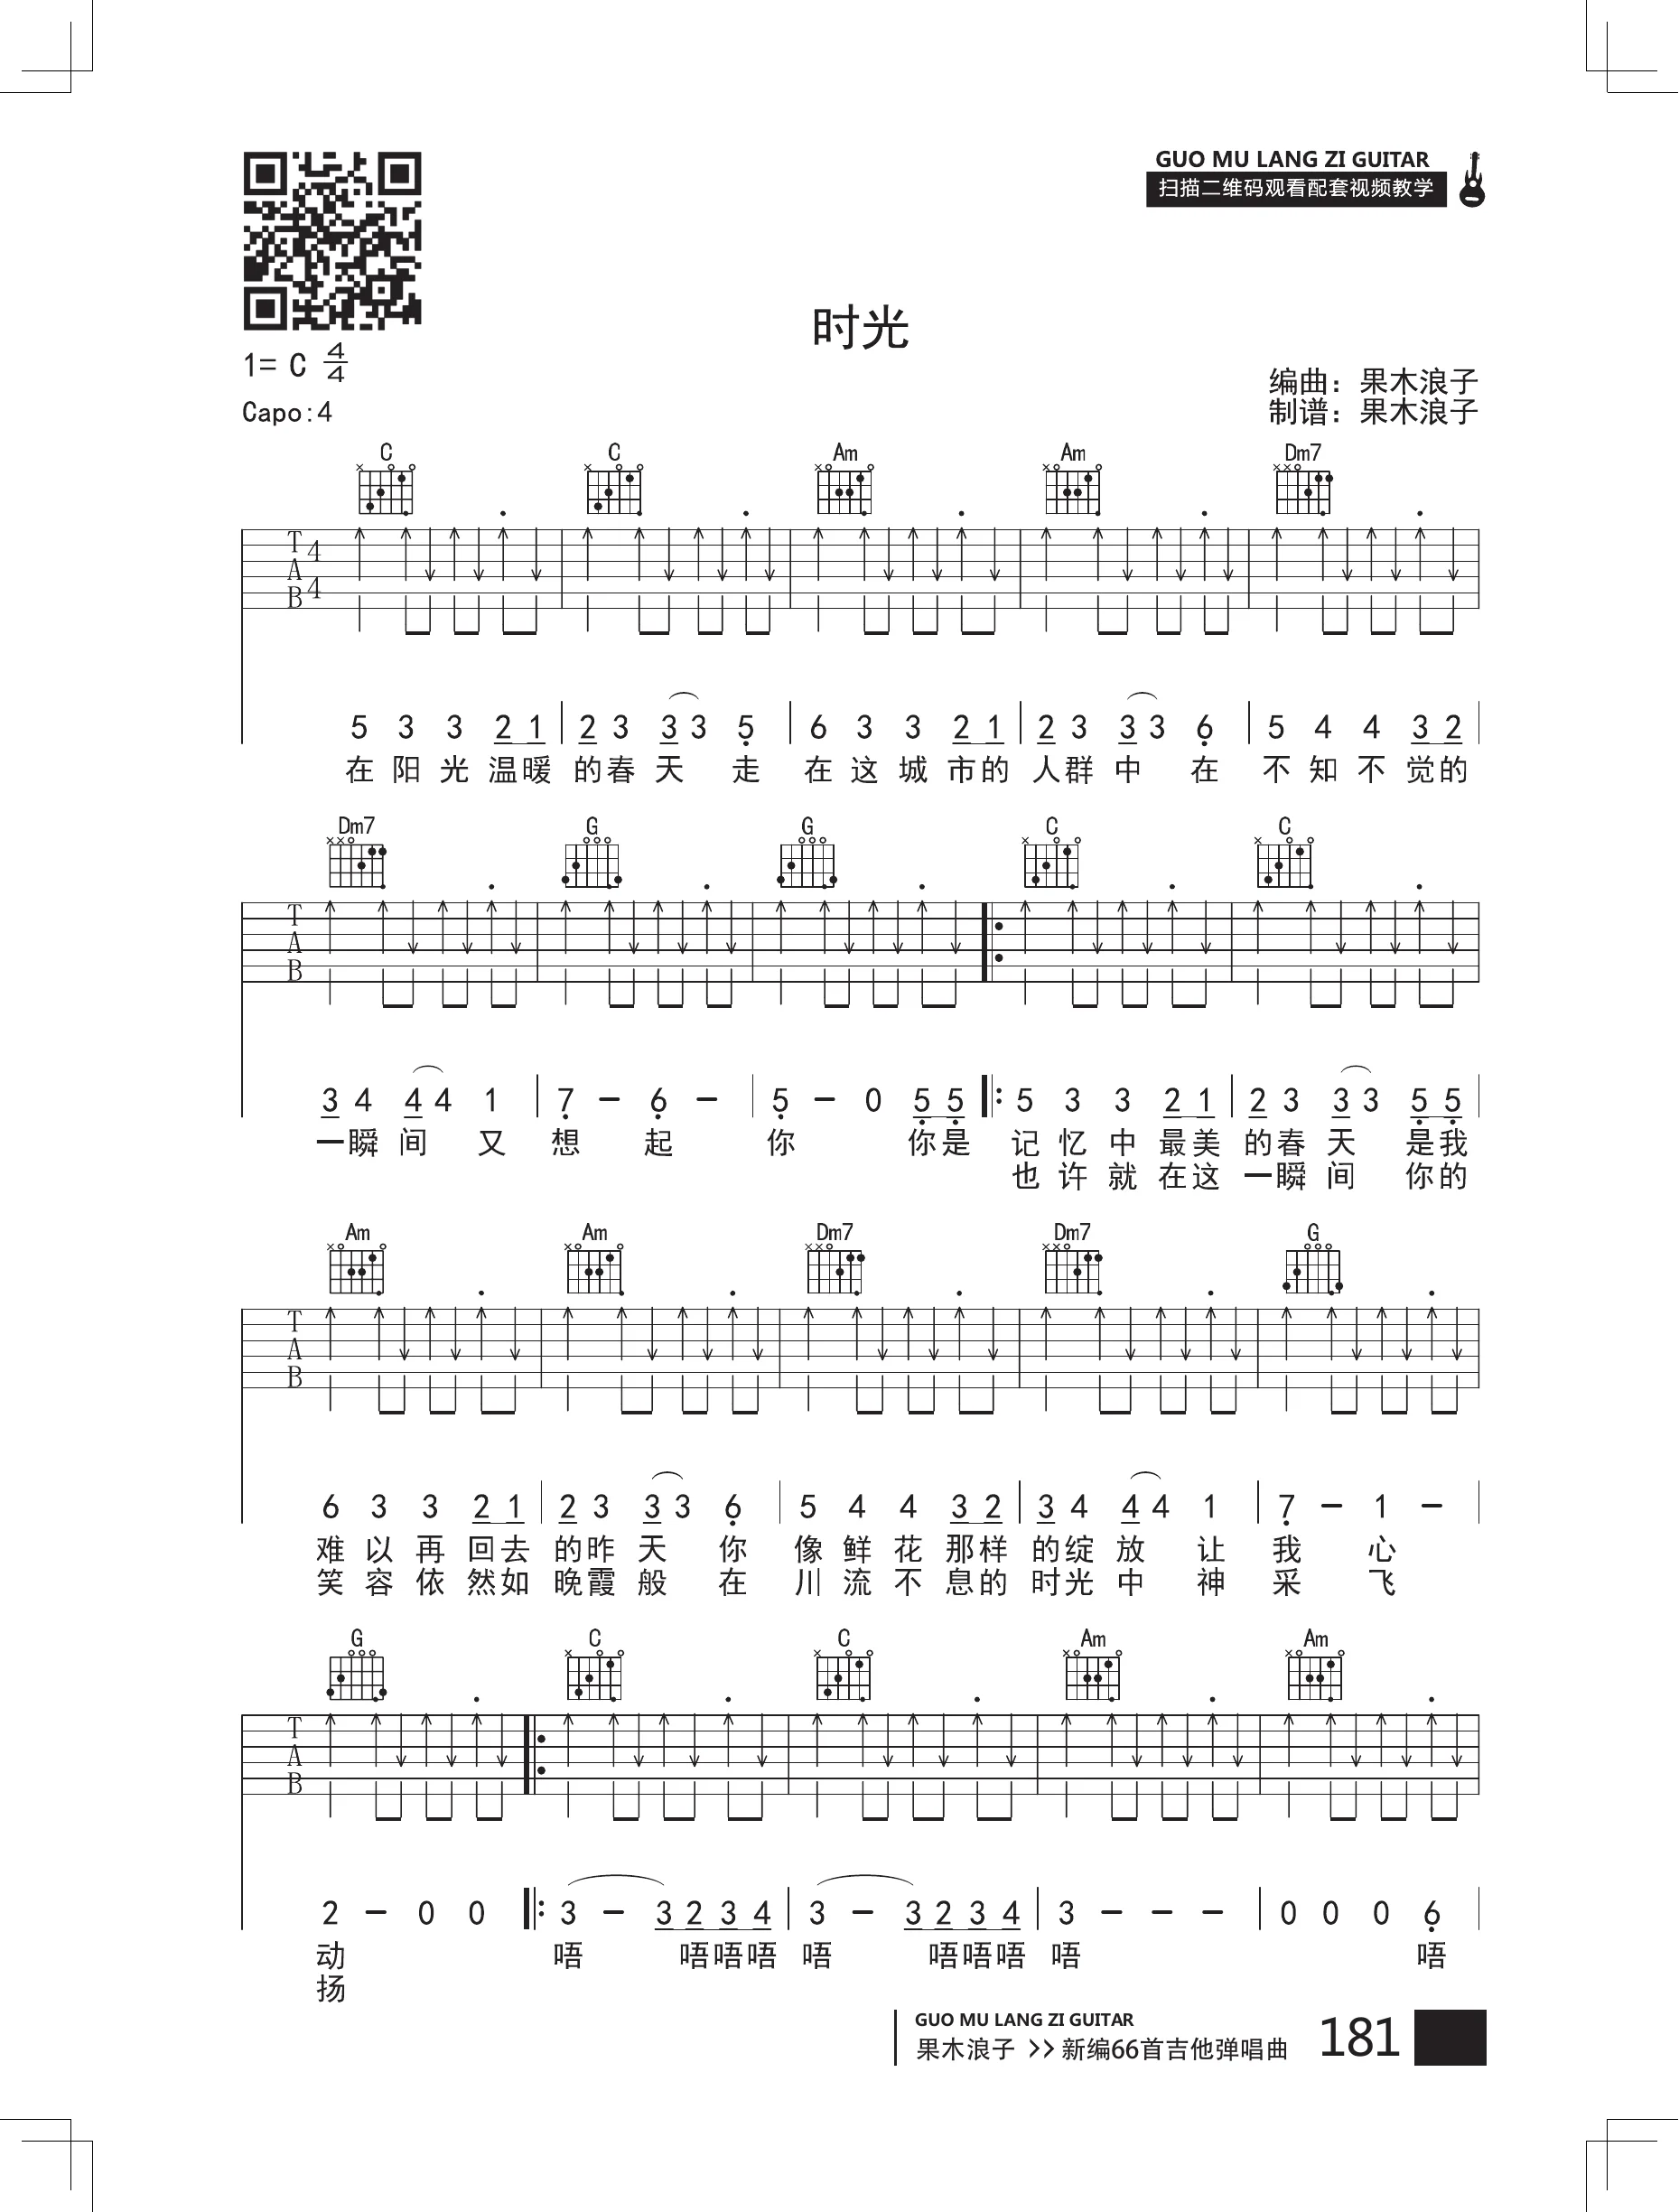 GUO MU LANG ZI GUITAR
扫描二维码观看配套视频教学
时光
1= C 4/4
编曲：果木浪子
Capo:4
制谱：果木浪子
C C Am Am Dm7
T A B 4 4
5 3 3 2 1 2 3 3 3 5 6 3 3 2 1 2 3 3 3 6 5 4 4 3 2
在 阳 光 温暖 的春 天 走 在 这 城 市的 人群 中 在 不 知 不 觉的
Dm7 G G C C
T A B
3 4 4 4 1 7 - 6 - 5 - 0 5 5 5 3 3 2 1 2 3 3 3 5 5
一瞬 间 又 想 起 你 你是 记 忆 中 最美 的春 天 是我
也 许 就 在这 一瞬 间 你的
Am Am Dm7 Dm7 G
T A B
6 3 3 2 1 2 3 3 3 6 5 4 4 3 2 3 4 4 4 1 7 - 1 -
难 以 再 回去 的昨 天 你 像 鲜 花 那样 的绽 放 让 我 心
笑 容 依 然如 晚霞 般 在 川 流 不 息的 时光 中 神 采 飞
G C C Am Am
T A B
2 - 0 0 3 - 3 2 3 4 3 - 3 2 3 4 3 - - - 0 0 0 6
动 唔 唔唔唔 唔 唔唔唔 唔 唔
扬
GUO MU LANG ZI GUITAR
果木浪子 >> 新编66首吉他弹唱曲 181